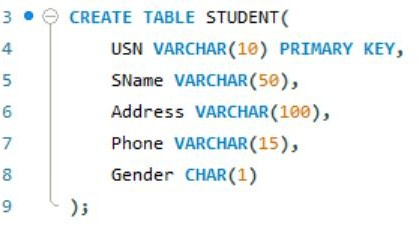 3 CREATE TABLE STUDENT(
4 USN VARCHAR(10) PRIMARY KEY,
5 SName VARCHAR(50),
6 Address VARCHAR(100),
7 Phone VARCHAR(15),
8 Gender CHAR(1)
9 );